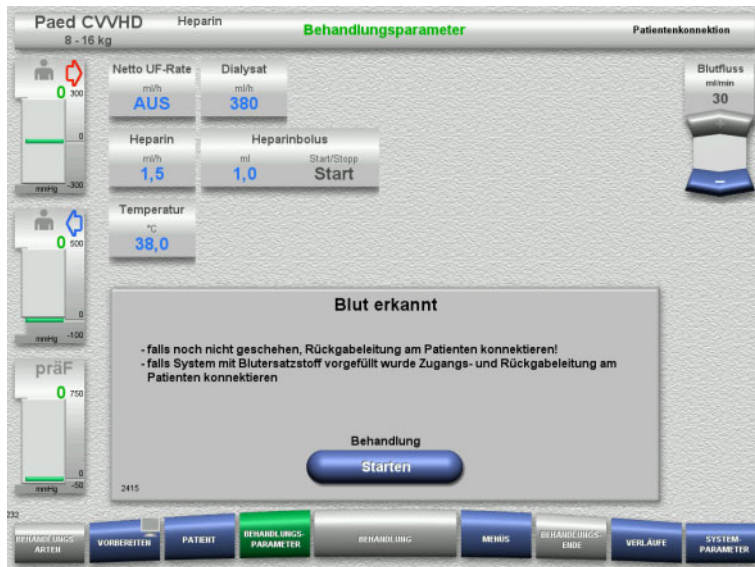 Paed CVVHD Heparin Behandlungsparameter Patientenkonnektion
8 - 16 kg
Netto UF-Rate Dialysat Blutfluss
ml/h ml/h ml/min
AUS 380 30
0 300
0
mmHg -300
Heparin Heparinbolus
ml/h ml Start/Stopp
1,5 1,0 Start
Temperatur
°C
38,0
0 500
0
mmHg -100
präF
0 750
0
mmHg -50
Blut erkannt
- falls noch nicht geschehen, Rückgabeleitung am Patienten konnektieren!
- falls System mit Blutersatzstoff vorgefüllt wurde Zugangs- und Rückgabeleitung am
Patienten konnektieren
Behandlung
Starten
2415
232
BEHANDLUNGS-
ARTEN
VORBEREITEN
PATIENT
BEHANDLUNGS-
PARAMETER
BEHANDLUNG
MENÜS
BEHANDLUNGS-
ENDE
VERLÄUFE
SYSTEM-
PARAMETER